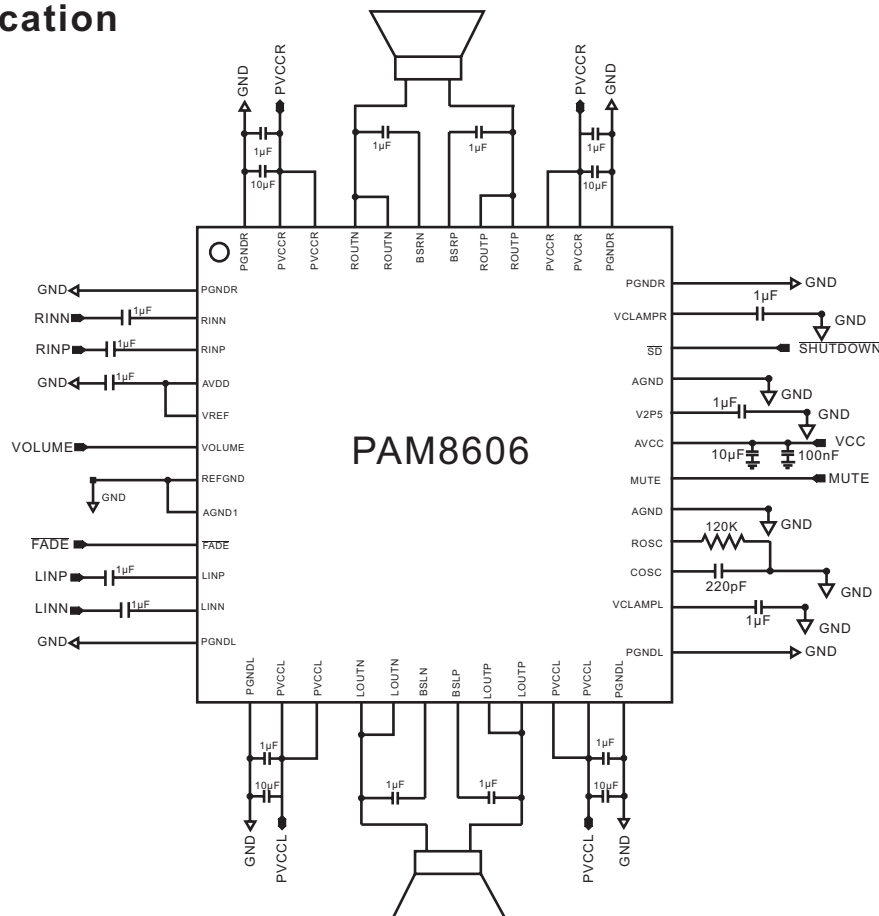 cation
GND
PVCCR
PVCCR
GND
1µF
10µF
1µF
1µF
1µF
10µF
PGNDR
PVCCR
PVCCR
ROUTN
ROUTN
BSRN
BSRP
ROUTP
ROUTP
PVCCR
PVCCR
PGNDR
GND
PGNDR
RINN
1µF
RINN
RINP
1µF
RINP
GND
1µF
AVDD
VREF
VOLUME
VOLUME
REFGND
GND
AGND1
FADE
FADE
LINP
1µF
LINP
LINN
1µF
LINN
GND
PGNDL
PAM8606
PGNDR
GND
VCLAMPR
1µF
GND
SD
SHUTDOWN
AGND
GND
V2P5
1µF
GND
AVCC
VCC
10µF
100nF
MUTE
MUTE
AGND
GND
ROSC
120K
COSC
220pF
GND
VCLAMPL
1µF
GND
PGNDL
GND
PGNDL
PVCCL
PVCCL
LOUTN
LOUTN
BSLN
BSLP
LOUTP
LOUTP
PVCCL
PVCCL
PGNDL
1µF
10µF
1µF
1µF
1µF
10µF
GND
PVCCL
PVCCL
GND